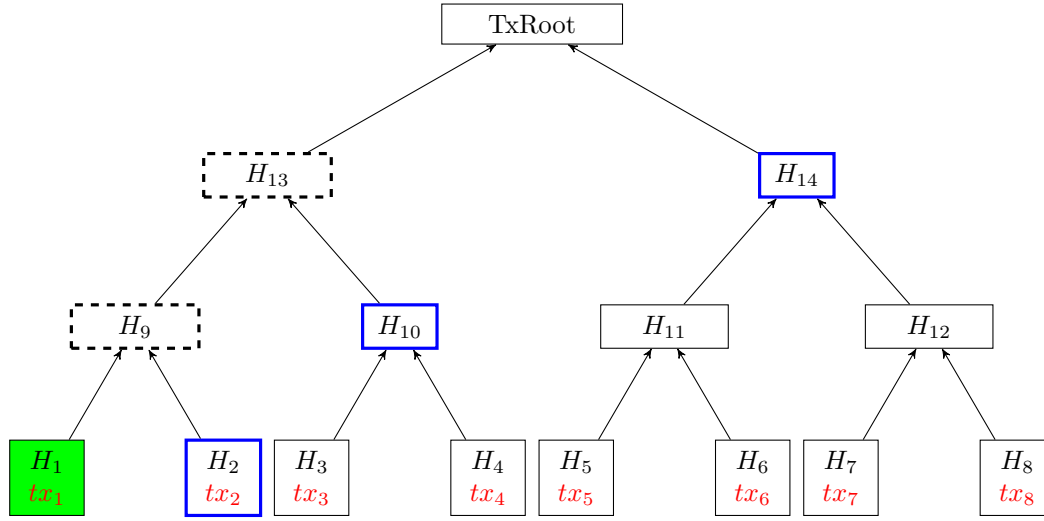 TxRoot
H₁₃
H₁₄
H₉
H₁₀
H₁₁
H₁₂
H₁
tx₁
H₂
tx₂
H₃
tx₃
H₄
tx₄
H₅
tx₅
H₆
tx₆
H₇
tx₇
H₈
tx₈